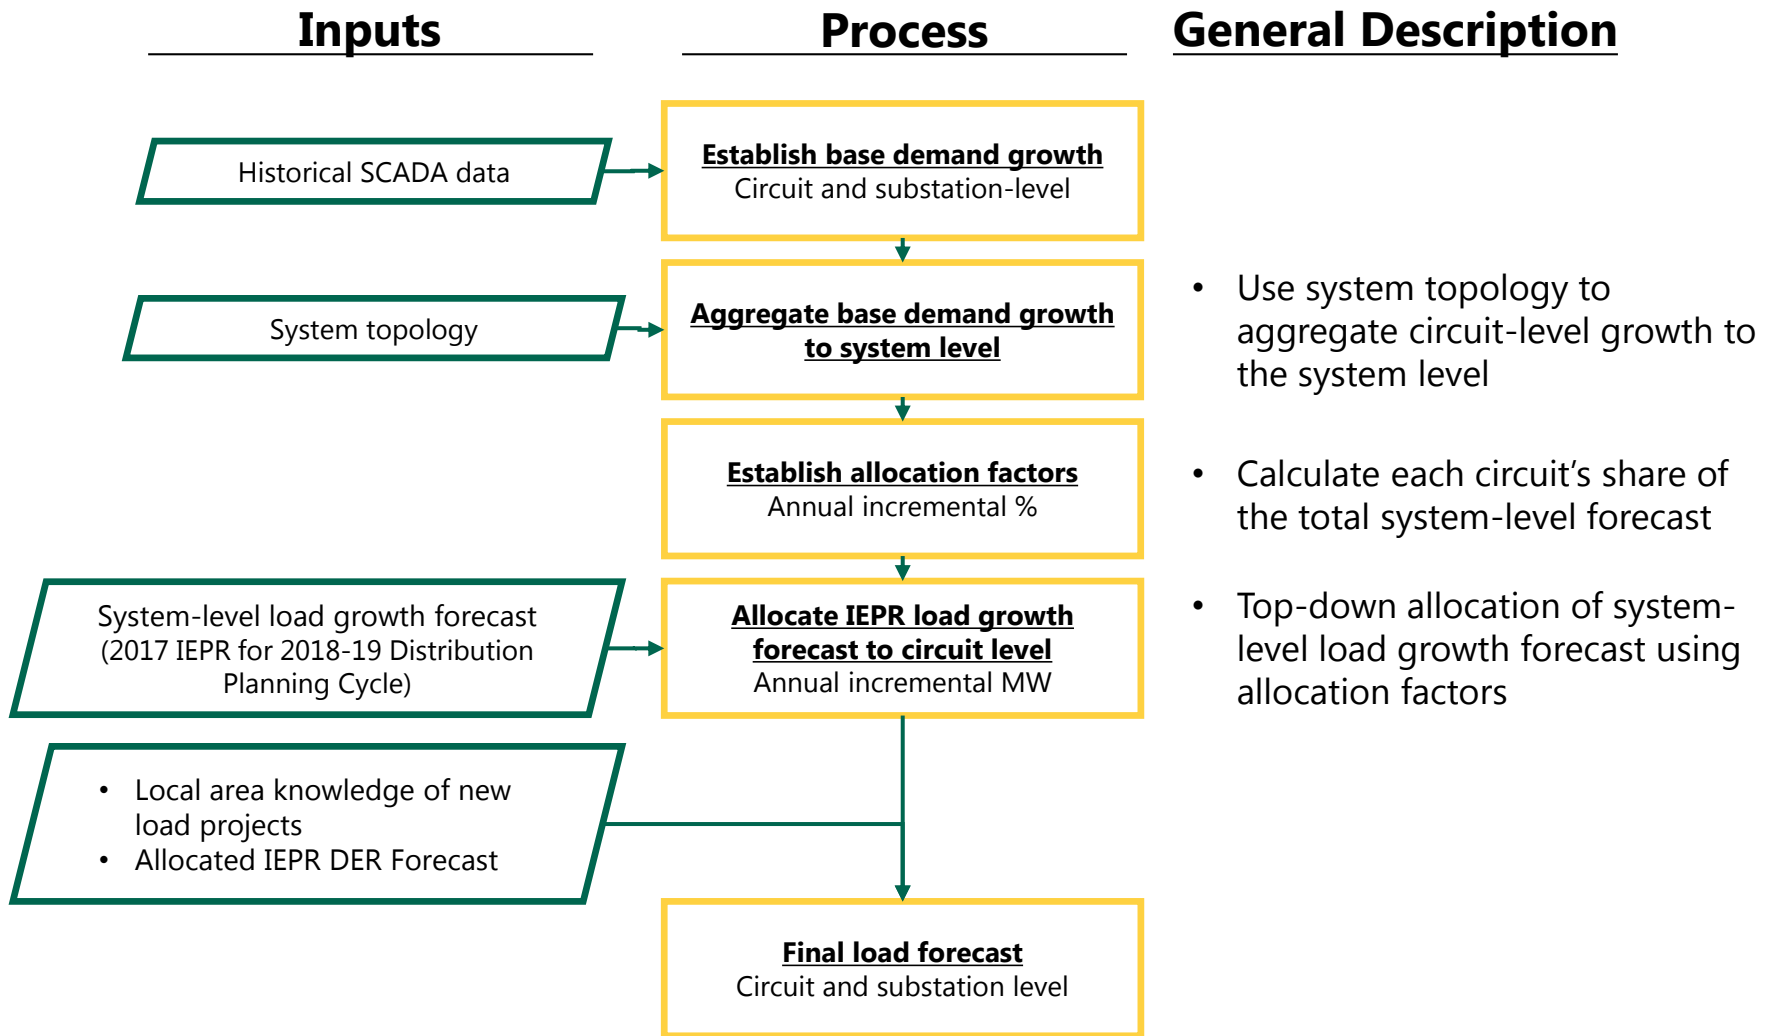 Inputs
Process
General Description
Historical SCADA data
Establish base demand growth
Circuit and substation-level
System topology
Aggregate base demand growth
to system level
• Use system topology to
aggregate circuit-level growth to
the system level
Establish allocation factors
Annual incremental %
• Calculate each circuit’s share of
the total system-level forecast
System-level load growth forecast
(2017 IEPR for 2018-19 Distribution
Planning Cycle)
Allocate IEPR load growth
forecast to circuit level
Annual incremental MW
• Top-down allocation of system-
level load growth forecast using
allocation factors
• Local area knowledge of new
load projects
• Allocated IEPR DER Forecast
Final load forecast
Circuit and substation level